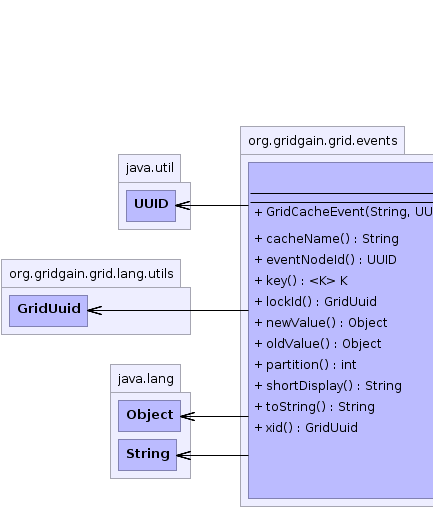 org.gridgain.grid.events
java.util
UUID
+ GridCacheEvent(String, UU
+ cacheName() : String
+ eventNodeId() : UUID
+ key() : <K> K
+ lockId() : GridUuid
+ newValue() : Object
+ oldValue() : Object
+ partition() : int
+ shortDisplay() : String
+ toString() : String
+ xid() : GridUuid
org.gridgain.grid.lang.utils
GridUuid
java.lang
Object
String